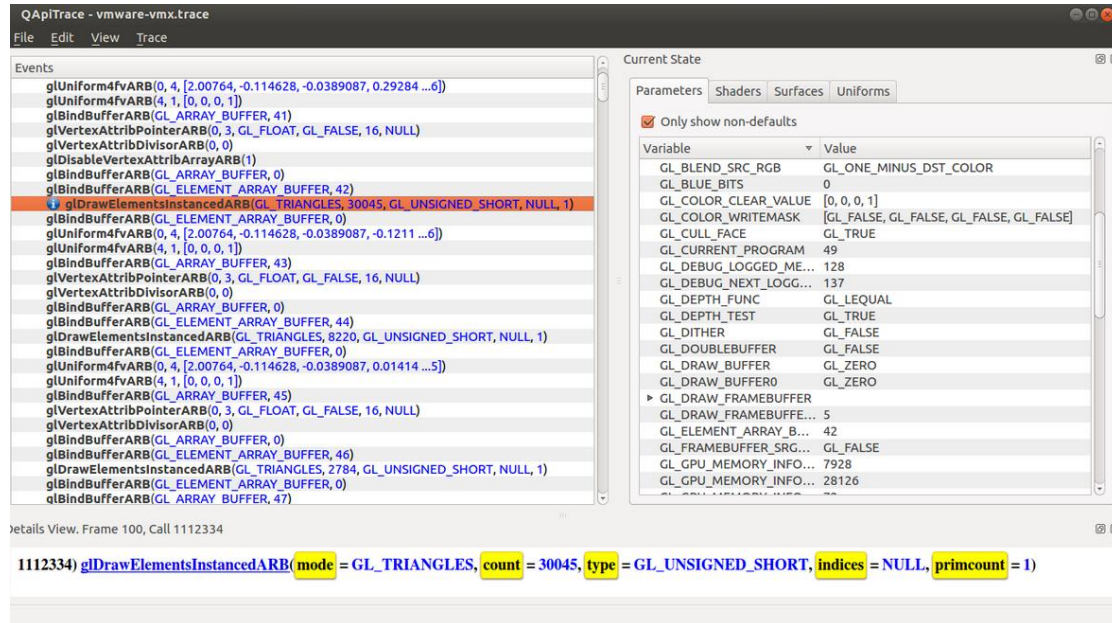 QApiTrace - vmware-vmx.trace
File Edit View Trace
Events
glUniform4fvARB(0, 4, [2.00764, -0.114628, -0.0389087, 0.29284 ...6])
glUniform4fvARB(4, 1, [0, 0, 0, 1])
glBindBufferARB(GL_ARRAY_BUFFER, 41)
glVertexAttribPointerARB(0, 3, GL_FLOAT, GL_FALSE, 16, NULL)
glVertexAttribDivisorARB(0, 0)
glDisableVertexAttribArrayARB(1)
glBindBufferARB(GL_ARRAY_BUFFER, 0)
glBindBufferARB(GL_ELEMENT_ARRAY_BUFFER, 42)
glDrawElementsInstancedARB(GL_TRIANGLES, 30045, GL_UNSIGNED_SHORT, NULL, 1)
glBindBufferARB(GL_ELEMENT_ARRAY_BUFFER, 0)
glUniform4fvARB(0, 4, [2.00764, -0.114628, -0.0389087, -0.1211 ...6])
glUniform4fvARB(4, 1, [0, 0, 0, 1])
glBindBufferARB(GL_ARRAY_BUFFER, 43)
glVertexAttribPointerARB(0, 3, GL_FLOAT, GL_FALSE, 16, NULL)
glVertexAttribDivisorARB(0, 0)
glBindBufferARB(GL_ARRAY_BUFFER, 0)
glBindBufferARB(GL_ELEMENT_ARRAY_BUFFER, 44)
glDrawElementsInstancedARB(GL_TRIANGLES, 8220, GL_UNSIGNED_SHORT, NULL, 1)
glBindBufferARB(GL_ELEMENT_ARRAY_BUFFER, 0)
glUniform4fvARB(0, 4, [2.00764, -0.114628, -0.0389087, 0.01414 ...5])
glUniform4fvARB(4, 1, [0, 0, 0, 1])
glBindBufferARB(GL_ARRAY_BUFFER, 45)
glVertexAttribPointerARB(0, 3, GL_FLOAT, GL_FALSE, 16, NULL)
glVertexAttribDivisorARB(0, 0)
glBindBufferARB(GL_ARRAY_BUFFER, 0)
glBindBufferARB(GL_ELEMENT_ARRAY_BUFFER, 46)
glDrawElementsInstancedARB(GL_TRIANGLES, 2784, GL_UNSIGNED_SHORT, NULL, 1)
glBindBufferARB(GL_ELEMENT_ARRAY_BUFFER, 0)
glBindBufferARB(GL_ARRAY_BUFFER, 47)
Current State
Parameters Shaders Surfaces Uniforms
Only show non-defaults
Variable Value
GL_BLEND_SRC_RGB GL_ONE_MINUS_DST_COLOR
GL_BLUE_BITS 0
GL_COLOR_CLEAR_VALUE [0, 0, 0, 1]
GL_COLOR_WRITEMASK [GL_FALSE, GL_FALSE, GL_FALSE, GL_FALSE]
GL_CULL_FACE GL_TRUE
GL_CURRENT_PROGRAM 49
GL_DEBUG_LOGGED_ME... 128
GL_DEBUG_NEXT_LOGG... 137
GL_DEPTH_FUNC GL_LEQUAL
GL_DEPTH_TEST GL_TRUE
GL_DITHER GL_FALSE
GL_DOUBLEBUFFER GL_FALSE
GL_DRAW_BUFFER GL_ZERO
GL_DRAW_BUFFER0 GL_ZERO
GL_DRAW_FRAMEBUFFER
GL_DRAW_FRAMEBUFFE... 5
GL_ELEMENT_ARRAY_B... 42
GL_FRAMEBUFFER_SRG... GL_FALSE
GL_GPU_MEMORY_INFO... 7928
GL_GPU_MEMORY_INFO... 28126
Details View. Frame 100, Call 1112334
1112334) glDrawElementsInstancedARB(mode = GL_TRIANGLES, count = 30045, type = GL_UNSIGNED_SHORT, indices = NULL, primcount = 1)